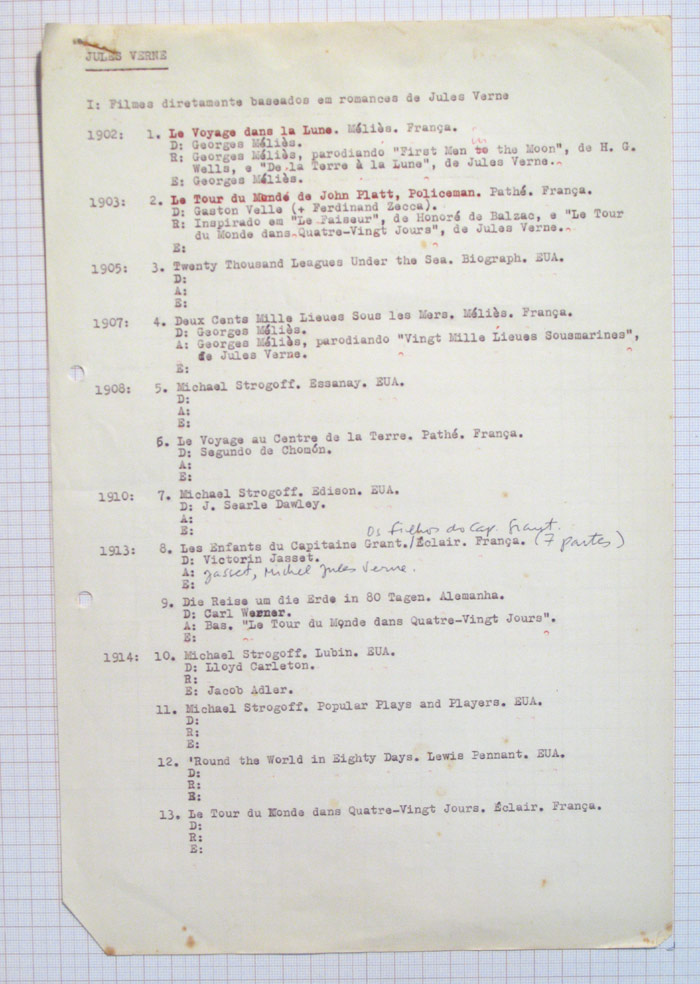 JULES VERNE
I: Filmes diretamente baseados em romances de Jules Verne
1902: 1. Le Voyage dans la Lune. Méliès. França.
D: Georges Méliès.
R: Georges Méliès, parodiando "First Men to the Moon", de H. G.
Wells, e "De la Terre à la Lune", de Jules Verne.
E: Georges Méliès.
1903: 2. Le Tour du Monde de John Platt, Policeman. Pathé. França.
D: Gaston Velle (+ Ferdinand Zecca).
R: Inspirado em "Le Faiseur", de Honoré de Balzac, e "Le Tour
du Monde dans Quatre-Vingt Jours", de Jules Verne.
E:
1905: 3. Twenty Thousand Leagues Under the Sea. Biograph. EUA.
D:
A:
E:
1907: 4. Deux Cents Mille Lieues Sous les Mers. Méliès. França.
D: Georges Méliès.
A: Georges Méliès, parodiando "Vingt Mille Lieues Sousmarines",
de Jules Verne.
E:
1908: 5. Michael Strogoff. Essanay. EUA.
D:
A:
E:
6. Le Voyage au Centre de la Terre. Pathé. França.
D: Segundo de Chomón.
A:
E:
1910: 7. Michael Strogoff. Edison. EUA.
D: J. Searle Dawley.
A:
E:
Os filhos do Cap. Grant.
1913: 8. Les Enfants du Capitaine Grant./Éclair. França. (7 partes)
D: Victorin Jasset.
A: Jasset, Michel Jules Verne.
E:
9. Die Reise um die Erde in 80 Tagen. Alemanha.
D: Carl Werner.
A: Bas. "Le Tour du Monde dans Quatre-Vingt Jours".
E:
1914: 10. Michael Strogoff. Lubin. EUA.
D: Lloyd Carleton.
R:
E: Jacob Adler.
11. Michael Strogoff. Popular Plays and Players. EUA.
D:
R:
E:
12. 'Round the World in Eighty Days. Lewis Pennant. EUA.
D:
R:
E:
13. Le Tour du Monde dans Quatre-Vingt Jours. Éclair. França.
D:
R:
E: